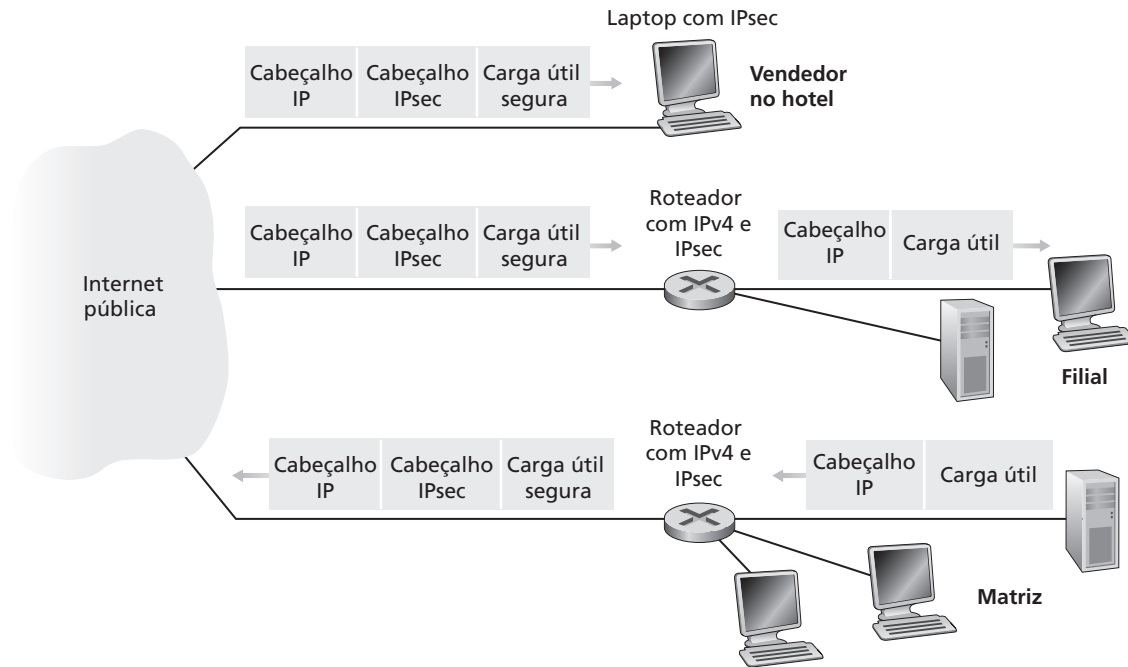 Laptop com IPsec
Cabeçalho
IP
Cabeçalho
IPsec
Carga útil
segura
Vendedor
no hotel
Internet
pública
Cabeçalho
IP
Cabeçalho
IPsec
Carga útil
segura
Roteador
com IPv4 e
IPsec
Cabeçalho
IP
Carga útil
Filial
Cabeçalho
IP
Cabeçalho
IPsec
Carga útil
segura
Roteador
com IPv4 e
IPsec
Cabeçalho
IP
Carga útil
Matriz